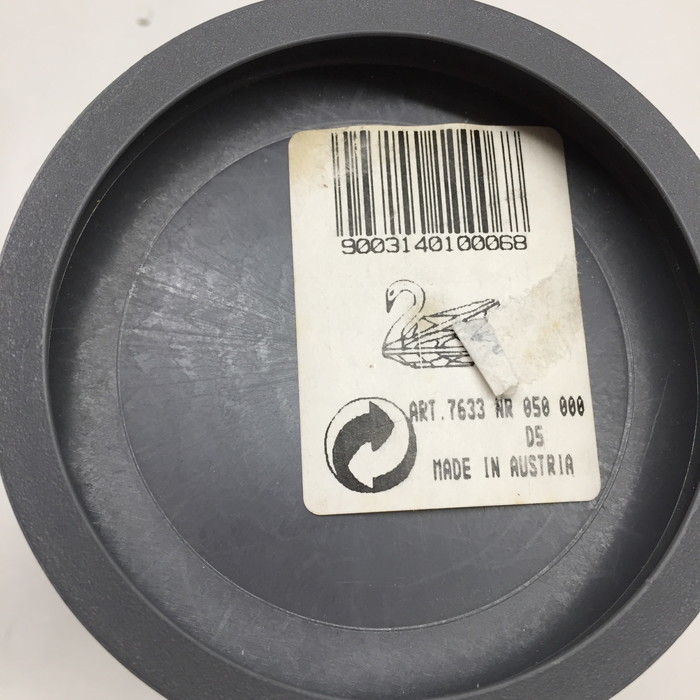 9003140100068
ART.7633 NR 050 000
D5
MADE IN AUSTRIA